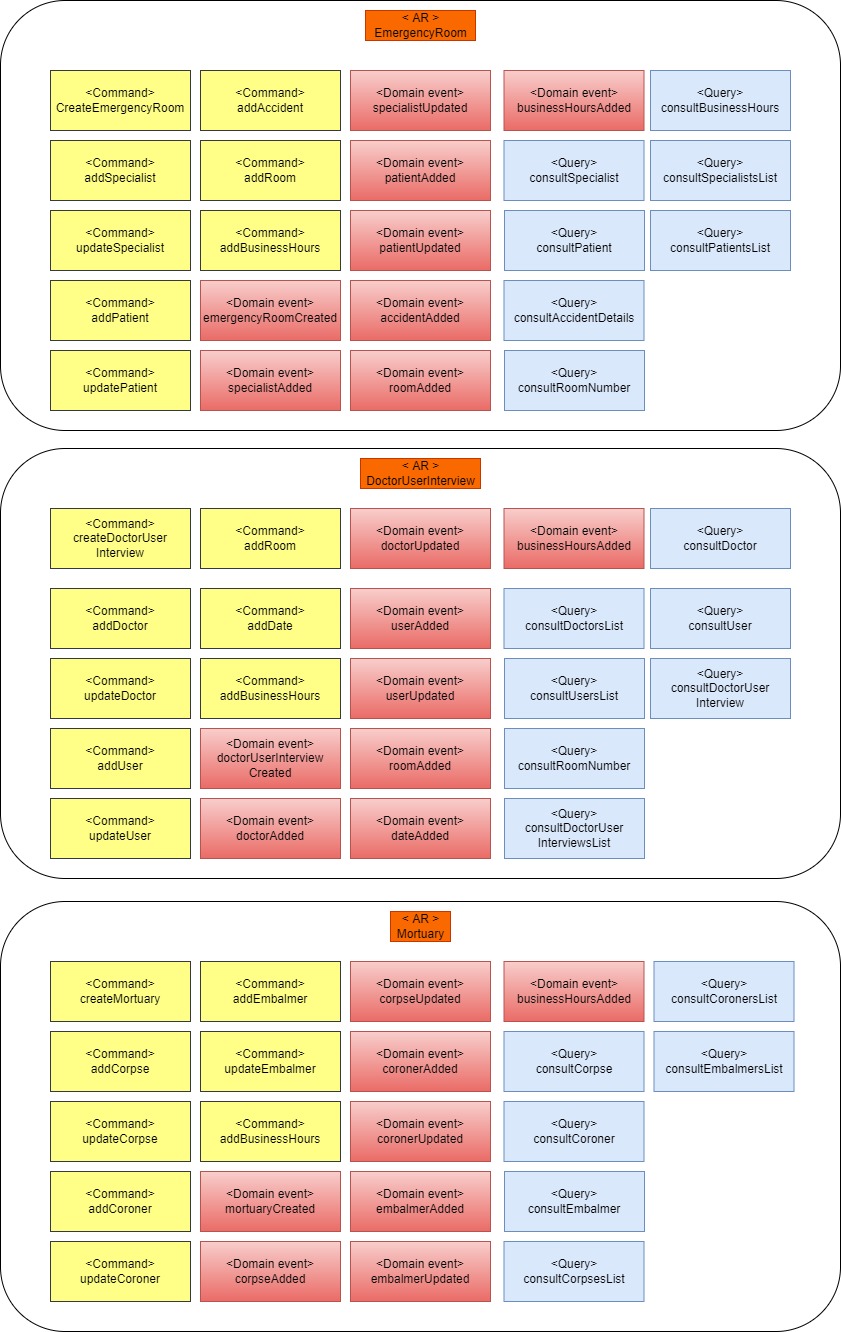 < AR >
EmergencyRoom
<Command>
CreateEmergencyRoom
<Command>
addAccident
<Domain event>
specialistUpdated
<Domain event>
businessHoursAdded
<Query>
consultBusinessHours
<Command>
addSpecialist
<Command>
addRoom
<Domain event>
patientAdded
<Query>
consultSpecialist
<Query>
consultSpecialistsList
<Command>
updateSpecialist
<Command>
addBusinessHours
<Domain event>
patientUpdated
<Query>
consultPatient
<Query>
consultPatientsList
<Command>
addPatient
<Domain event>
emergencyRoomCreated
<Domain event>
accidentAdded
<Query>
consultAccidentDetails
<Command>
updatePatient
<Domain event>
specialistAdded
<Domain event>
roomAdded
<Query>
consultRoomNumber
< AR >
DoctorUserInterview
<Command>
createDoctorUser
Interview
<Command>
addRoom
<Domain event>
doctorUpdated
<Domain event>
businessHoursAdded
<Query>
consultDoctor
<Command>
addDoctor
<Command>
addDate
<Domain event>
userAdded
<Query>
consultDoctorsList
<Query>
consultUser
<Command>
updateDoctor
<Command>
addBusinessHours
<Domain event>
userUpdated
<Query>
consultUsersList
<Query>
consultDoctorUser
Interview
<Command>
addUser
<Domain event>
doctorUserInterview
Created
<Domain event>
roomAdded
<Query>
consultRoomNumber
<Command>
updateUser
<Domain event>
doctorAdded
<Domain event>
dateAdded
<Query>
consultDoctorUser
InterviewsList
< AR >
Mortuary
<Command>
createMortuary
<Command>
addEmbalmer
<Domain event>
corpseUpdated
<Domain event>
businessHoursAdded
<Query>
consultCoronersList
<Command>
addCorpse
<Command>
updateEmbalmer
<Domain event>
coronerAdded
<Query>
consultCorpse
<Query>
consultEmbalmersList
<Command>
updateCorpse
<Command>
addBusinessHours
<Domain event>
coronerUpdated
<Query>
consultCoroner
<Command>
addCoroner
<Domain event>
mortuaryCreated
<Domain event>
embalmerAdded
<Query>
consultEmbalmer
<Command>
updateCoroner
<Domain event>
corpseAdded
<Domain event>
embalmerUpdated
<Query>
consultCorpsesList